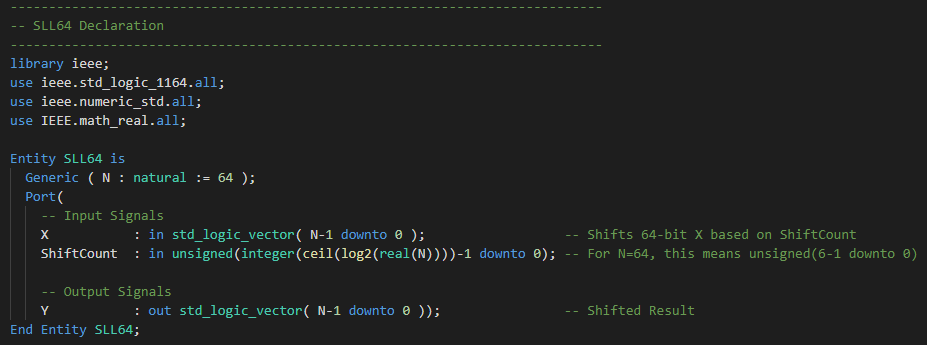 -----------------------------------------------------------------------------
-- SLL64 Declaration
-----------------------------------------------------------------------------
library ieee;
use ieee.std_logic_1164.all;
use ieee.numeric_std.all;
use IEEE.math_real.all;

Entity SLL64 is
  Generic ( N : natural := 64 );
  Port(
    -- Input Signals
    X           : in std_logic_vector( N-1 downto 0 );                  -- Shifts 64-bit X based on ShiftCount
    ShiftCount  : in unsigned(integer(ceil(log2(real(N))))-1 downto 0); -- For N=64, this means unsigned(6-1 downto 0)

    -- Output Signals
    Y           : out std_logic_vector( N-1 downto 0 ));                -- Shifted Result
End Entity SLL64;